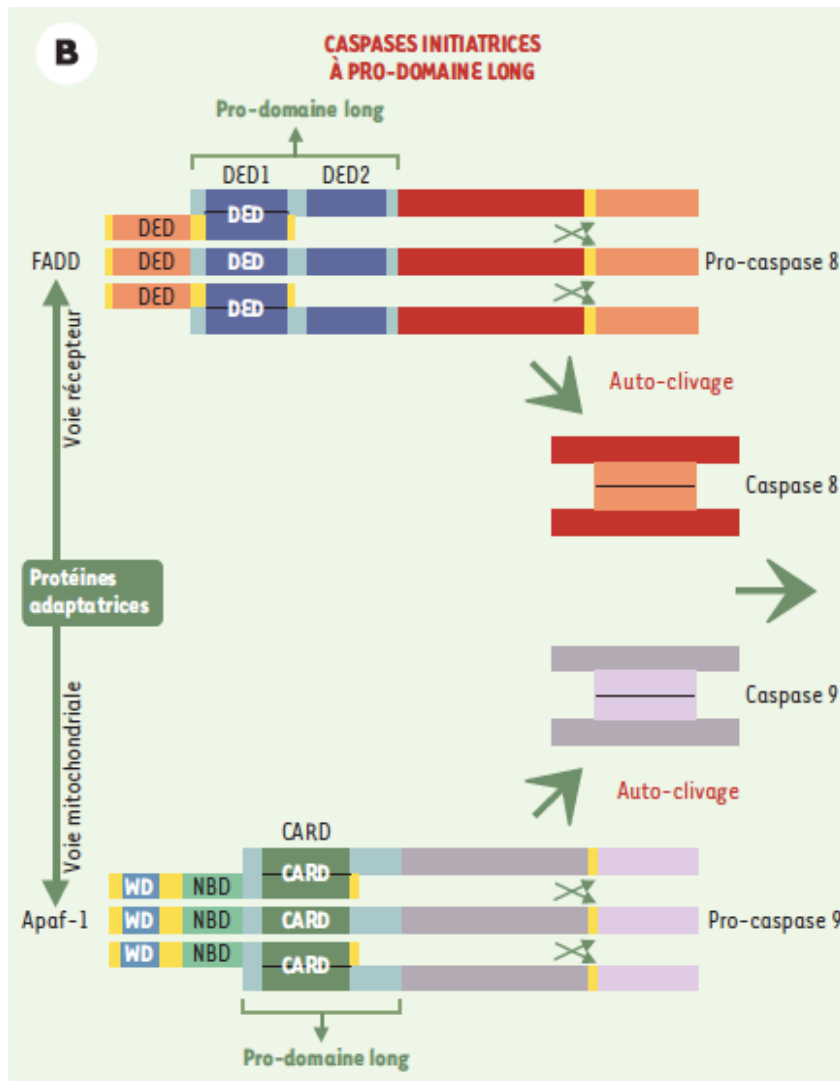 B
CASPASES INITIATRICES
À PRO-DOMAINE LONG
Pro-domaine long
DED1 DED2
DED
DED
FADD DED DED Pro-caspase 8
DED
DED
Voie récepteur
Auto-clivage
Caspase 8
Protéines
adaptatrices
Caspase 9
Voie mitochondriale
Auto-clivage
CARD
CARD
WD NBD
Apaf-1 WD NBD CARD Pro-caspase 9
WD NBD
CARD
Pro-domaine long